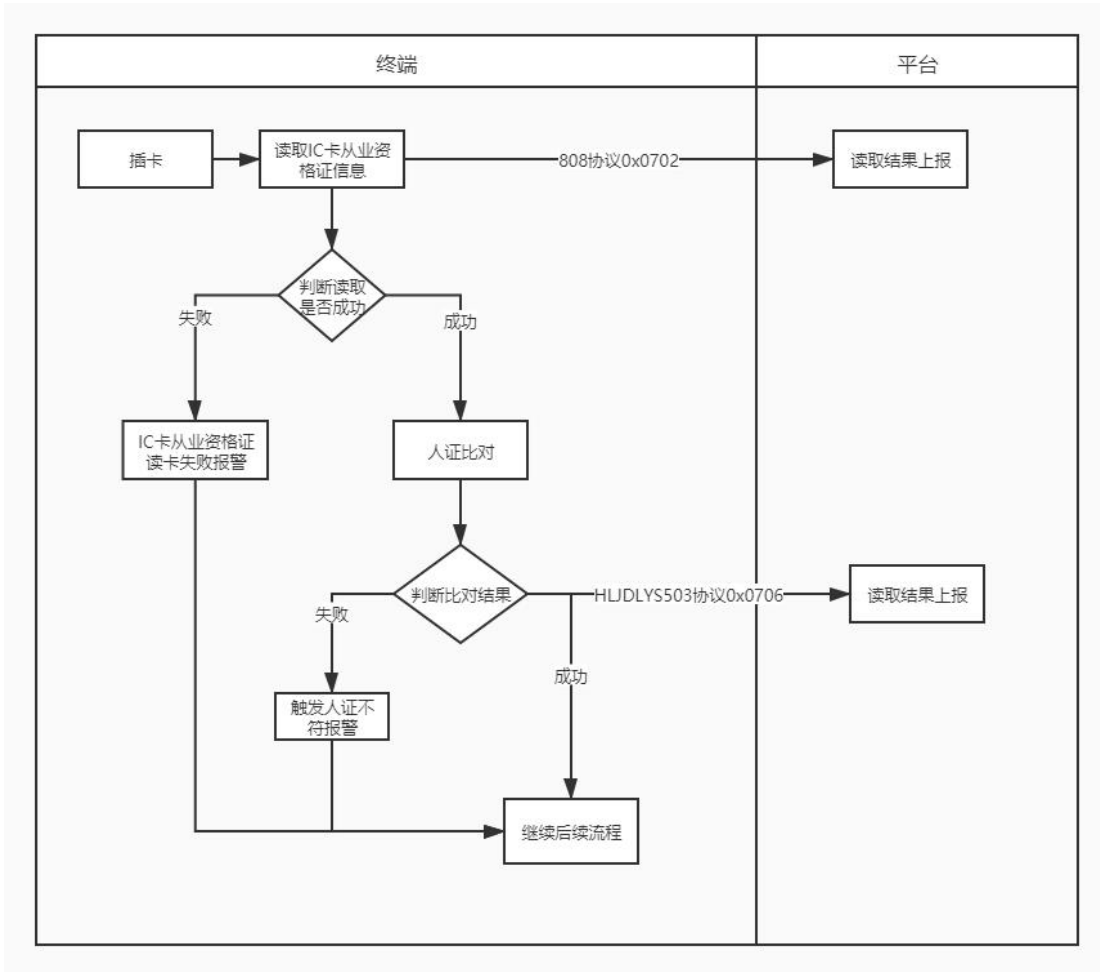 终端
平台
插卡
读取IC卡从业资
格证信息
808协议0x0702
读取结果上报
判断读取
是否成功
失败
成功
IC卡从业资格证
读卡失败报警
人证比对
判断比对结果
HLJDLYS503协议0x0706
读取结果上报
失败
成功
触发人证不
符报警
继续后续流程